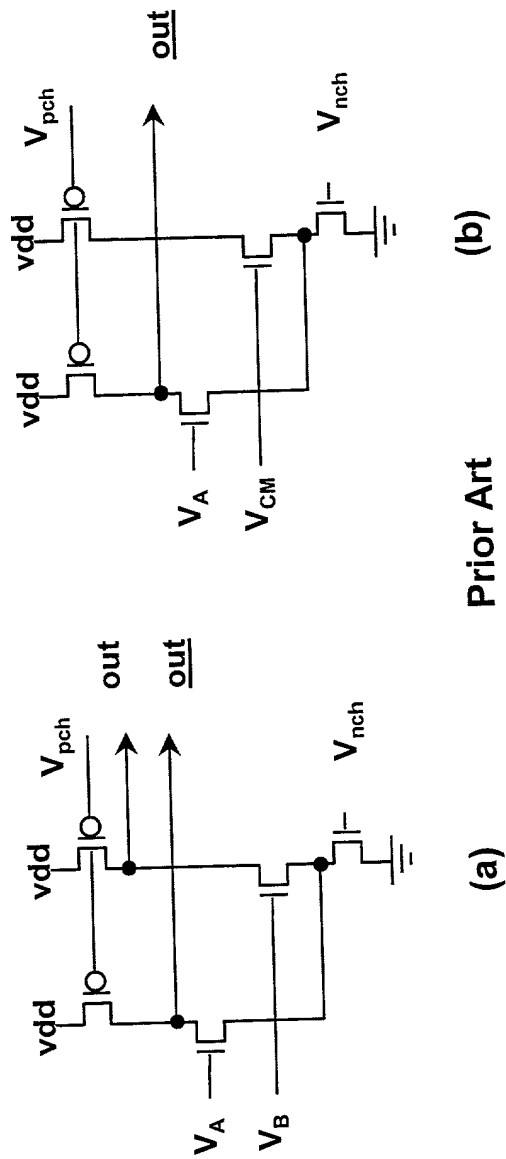 vdd
vdd
V_pch
out
out
V_A
V_B
V_nch
(a)
vdd
vdd
V_pch
out
V_A
V_CM
V_nch
(b)
Prior Art